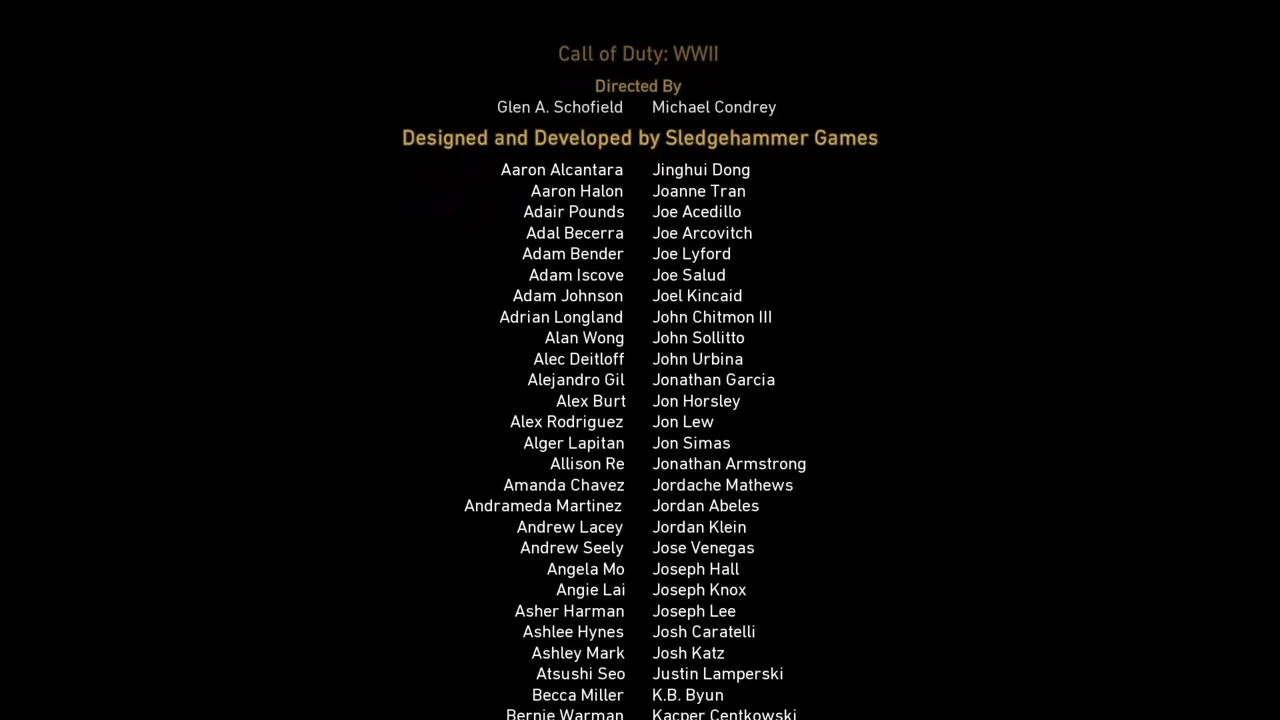 Call of Duty: WWII
Directed By
Glen A. Schofield Michael Condrey
Designed and Developed by Sledgehammer Games
Aaron Alcantara Jinghui Dong
Aaron Halon Joanne Tran
Adair Pounds Joe Acedillo
Adal Becerra Joe Arcovitch
Adam Bender Joe Lyford
Adam Iscove Joe Salud
Adam Johnson Joel Kincaid
Adrian Longland John Chitmon III
Alan Wong John Sollitto
Alec Deitloff John Urbina
Alejandro Gil Jonathan Garcia
Alex Burt Jon Horsley
Alex Rodriguez Jon Lew
Alger Lapitan Jon Simas
Allison Re Jonathan Armstrong
Amanda Chavez Jordache Mathews
Andrameda Martinez Jordan Abeles
Andrew Lacey Jordan Klein
Andrew Seely Jose Venegas
Angela Mo Joseph Hall
Angie Lai Joseph Knox
Asher Harman Joseph Lee
Ashlee Hynes Josh Caratelli
Ashley Mark Josh Katz
Atsushi Seo Justin Lamperski
Becca Miller K.B. Byun
Bernie Warman Kacper Centkowski